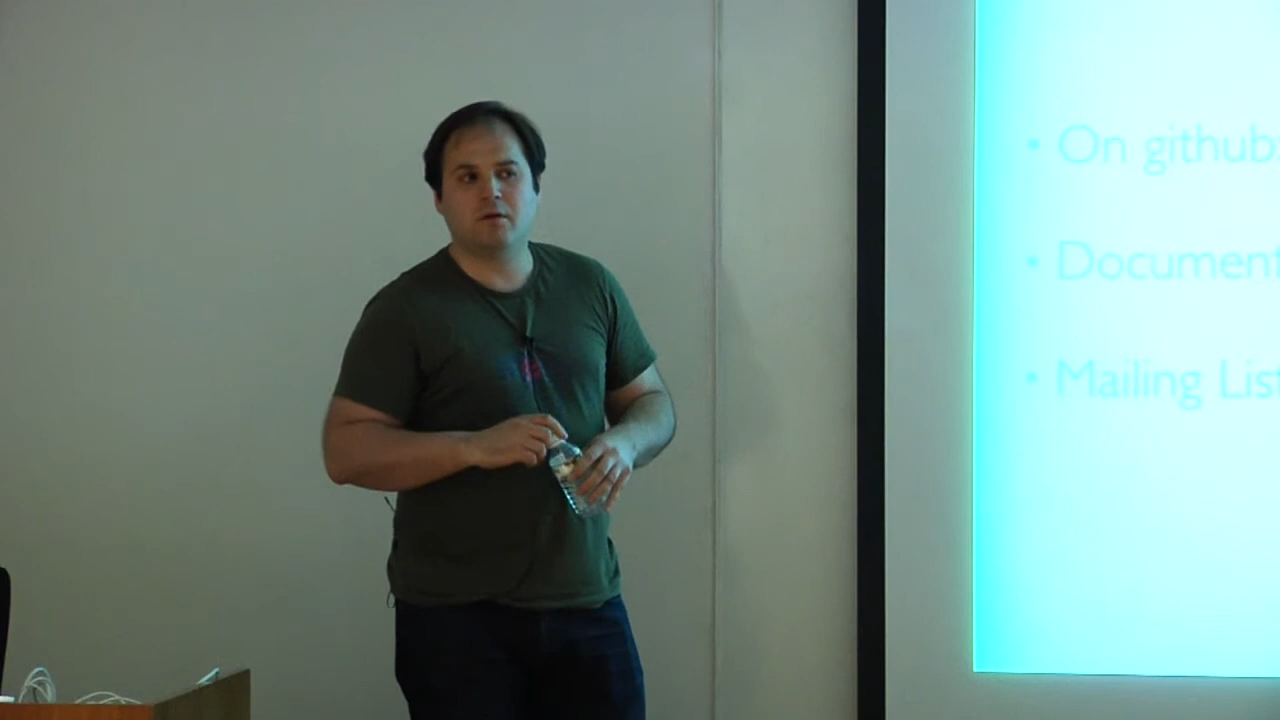 • On github:
• Document
• Mailing List